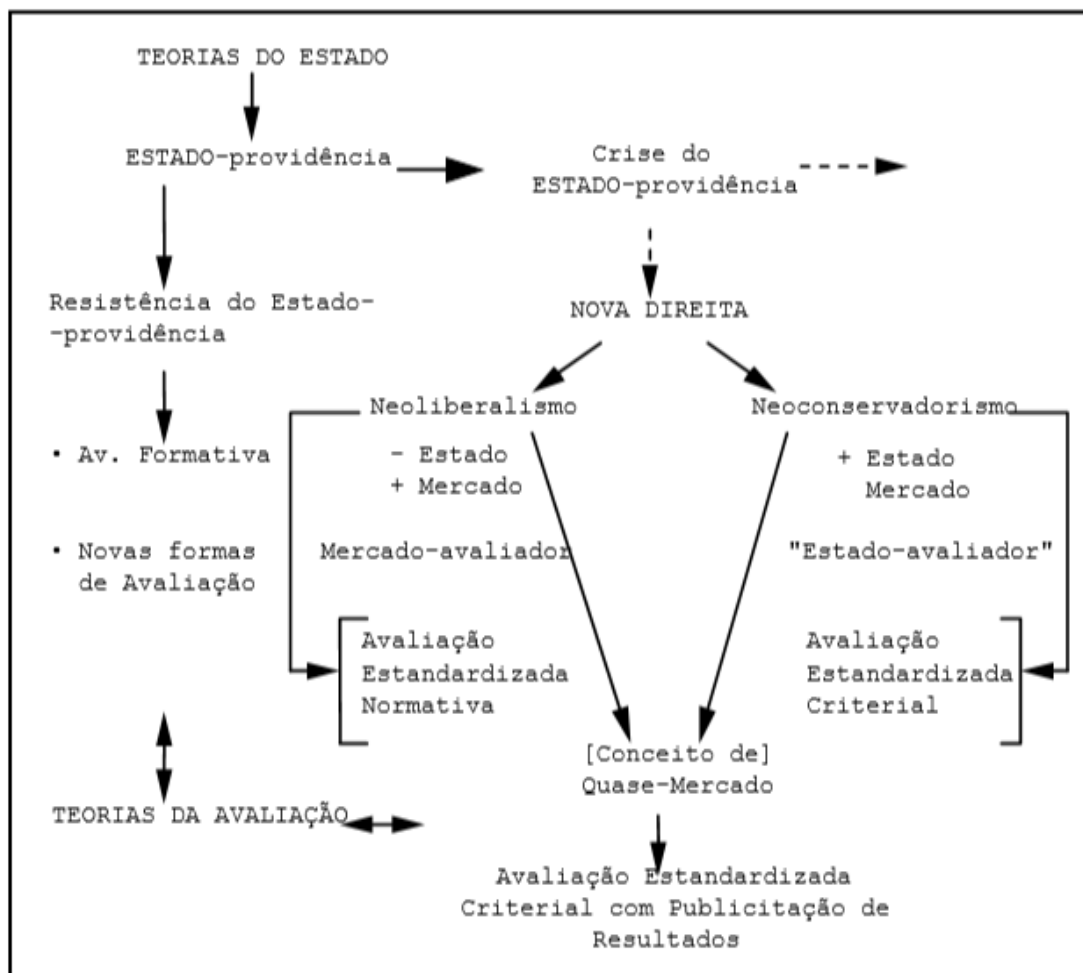 TEORIAS DO ESTADO
ESTADO-providência
Crise do
ESTADO-providência
Resistência do Estado-
-providência
NOVA DIREITA
Neoliberalismo
Neoconservadorismo
• Av. Formativa
- Estado
+ Mercado
+ Estado
Mercado
• Novas formas
de Avaliação
Mercado-avaliador
"Estado-avaliador"
Avaliação
Estandardizada
Normativa
Avaliação
Estandardizada
Criterial
[Conceito de]
Quase-Mercado
TEORIAS DA AVALIAÇÃO
Avaliação Estandardizada
Criterial com Publicitação de
Resultados